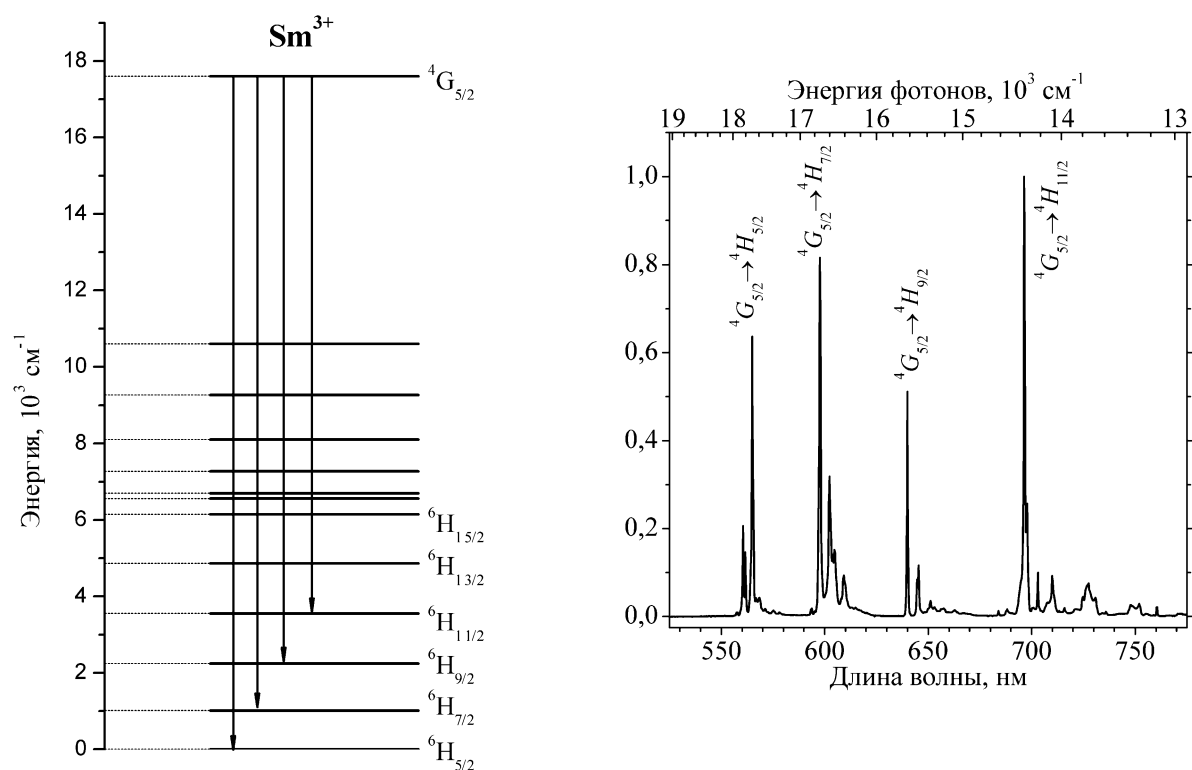 Sm³⁺
Энергия, 10³ см⁻¹
18
16
14
12
10
8
6
4
2
0
⁴G₅/₂
⁶H₁₅/₂
⁶H₁₃/₂
⁶H₁₁/₂
⁶H₉/₂
⁶H₇/₂
⁶H₅/₂
Энергия фотонов, 10³ см⁻¹
19 18 17 16 15 14 13
1,0
0,8
0,6
0,4
0,2
0,0
⁴G₅/₂→⁴H₅/₂
⁴G₅/₂→⁴H₇/₂
⁴G₅/₂→⁴H₉/₂
⁴G₅/₂→⁴H₁₁/₂
550 600 650 700 750
Длина волны, нм